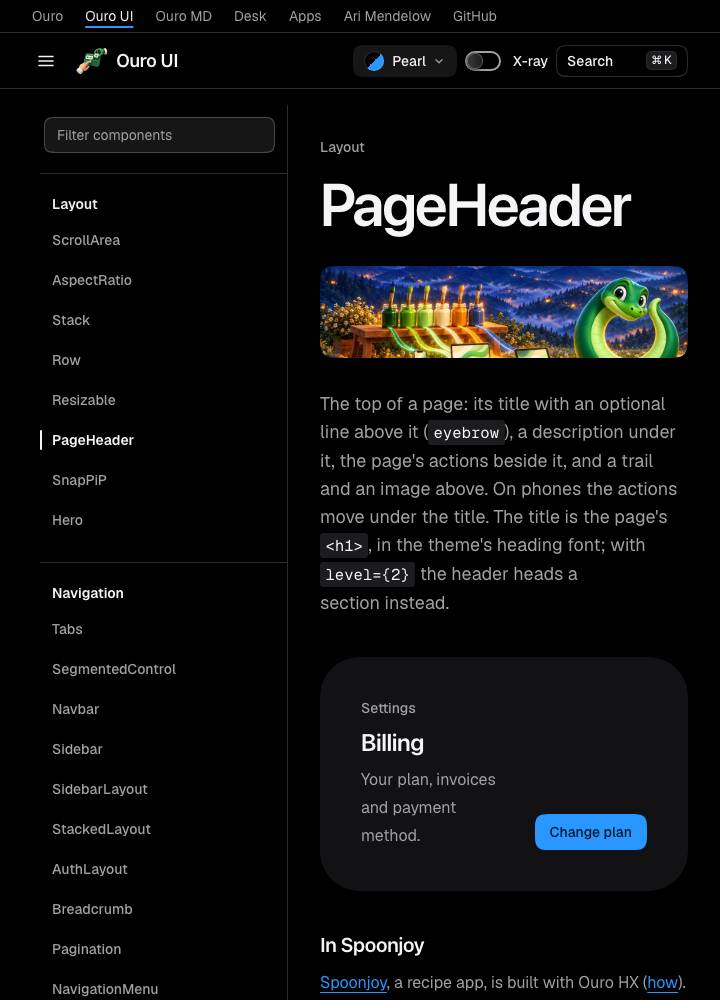 Ouro Ouro UI Ouro MD Desk Apps Ari Mendelow GitHub
Ouro UI
Pearl
X-ray
Search ⌘ K
Filter components
Layout
ScrollArea
AspectRatio
Stack
Row
Resizable
PageHeader
SnapPiP
Hero
Navigation
Tabs
SegmentedControl
Navbar
Sidebar
SidebarLayout
StackedLayout
AuthLayout
Breadcrumb
Pagination
NavigationMenu
Layout
PageHeader
The top of a page: its title with an optional
line above it (eyebrow), a description under
it, the page's actions beside it, and a trail
and an image above. On phones the actions
move under the title. The title is the page's
<h1>, in the theme's heading font; with
level={2} the header heads a
section instead.
Settings
Billing
Your plan, invoices
and payment
method.
Change plan
In Spoonjoy
Spoonjoy, a recipe app, is built with Ouro HX (how).